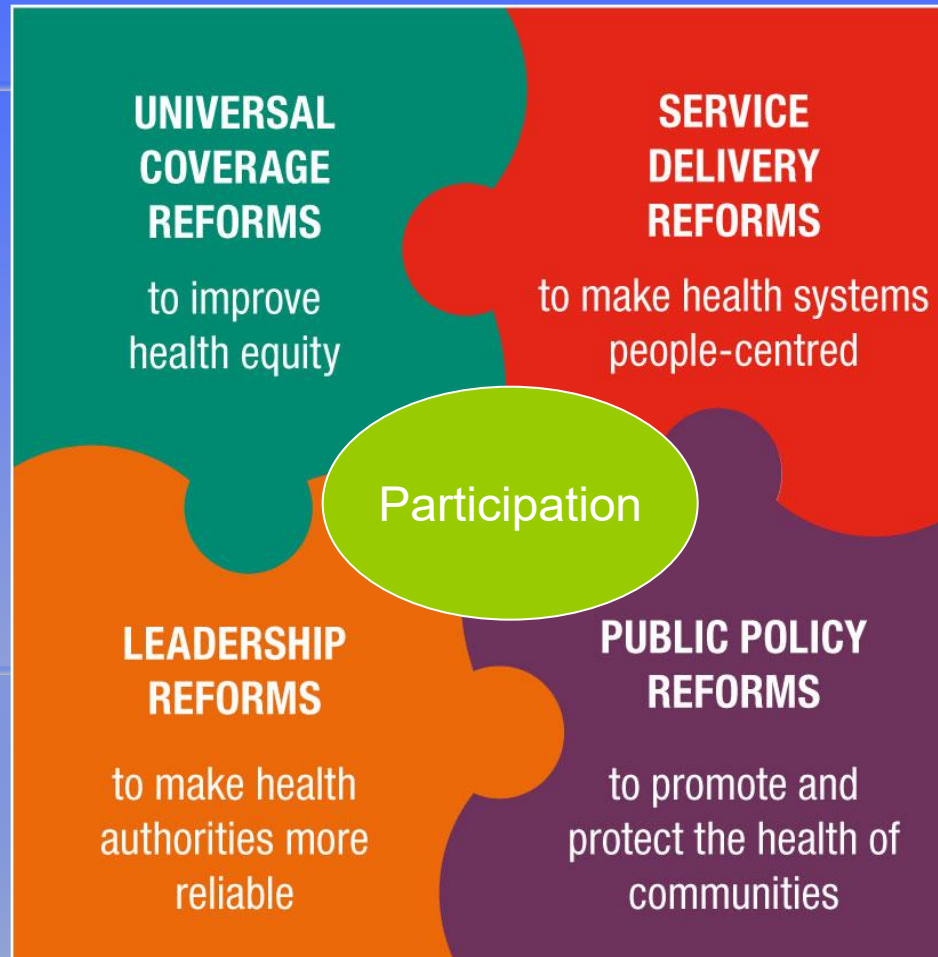 UNIVERSAL
COVERAGE
REFORMS
to improve
health equity
SERVICE
DELIVERY
REFORMS
to make health systems
people-centred
Participation
LEADERSHIP
REFORMS
to make health
authorities more
reliable
PUBLIC POLICY
REFORMS
to promote and
protect the health of
communities